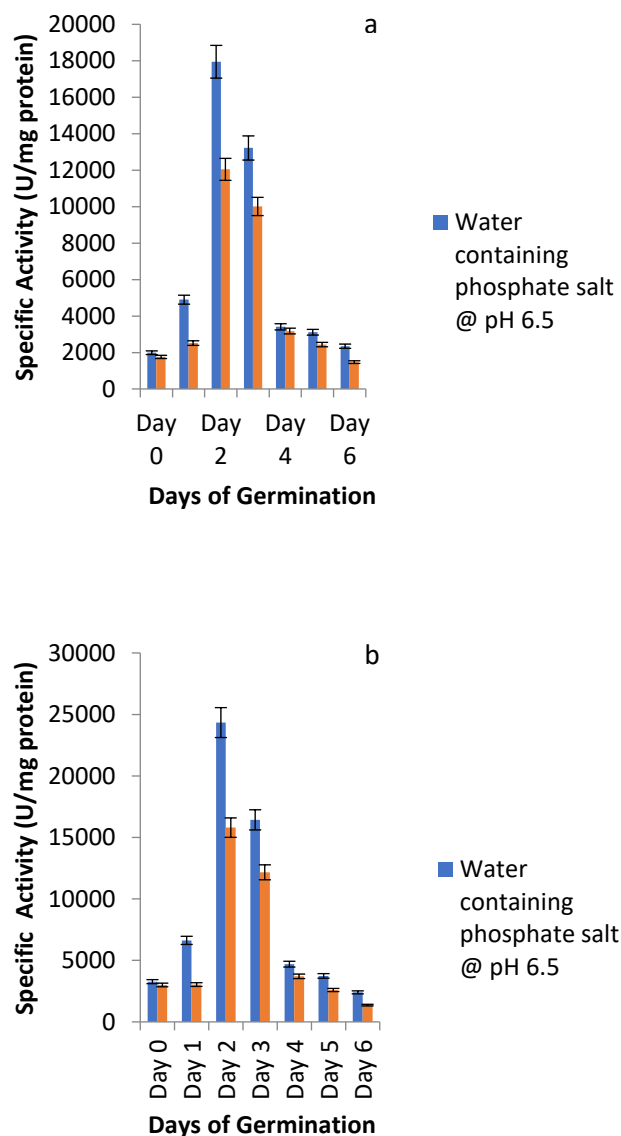 a
Specific Activity (U/mg protein)
20000
18000
16000
14000
12000
10000
8000
6000
4000
2000
0
Day 0
Day 2
Day 4
Day 6
Days of Germination
Water
containing
phosphate salt
@ pH 6.5
b
Specific Activity (U/mg protein)
30000
25000
20000
15000
10000
5000
0
Day 0
Day 1
Day 2
Day 3
Day 4
Day 5
Day 6
Days of Germination
Water
containing
phosphate salt
@ pH 6.5